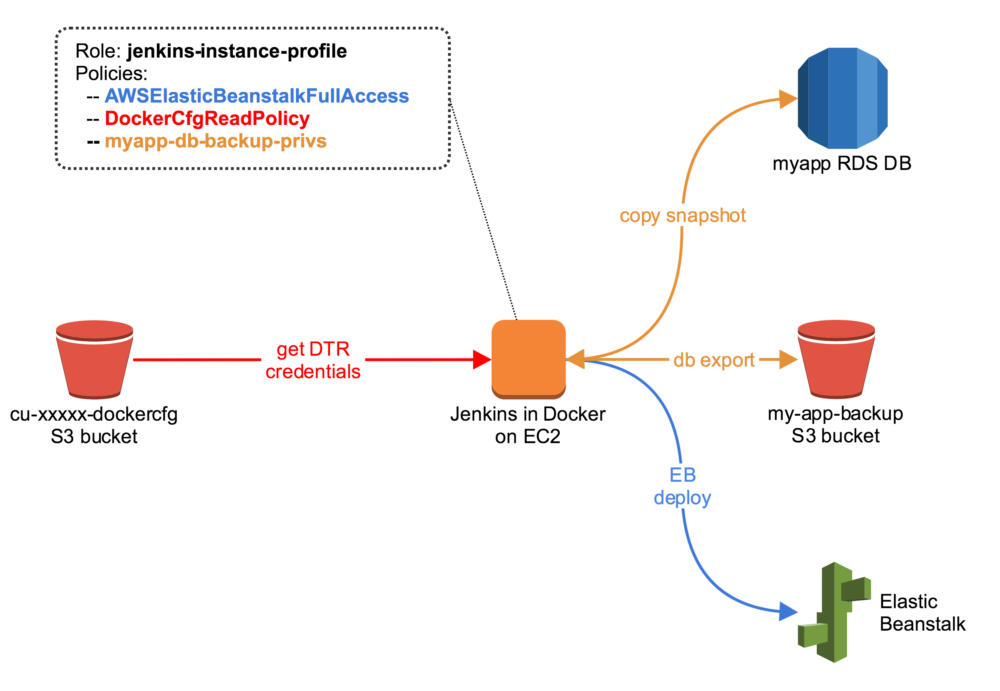 Role: jenkins-instance-profile
Policies:
-- AWSElasticBeanstalkFullAccess
-- DockerCfgReadPolicy
-- myapp-db-backup-privs
myapp RDS DB
copy snapshot
get DTR
credentials
db export
cu-xxxxx-dockercfg
S3 bucket
Jenkins in Docker
on EC2
my-app-backup
S3 bucket
EB
deploy
Elastic
Beanstalk